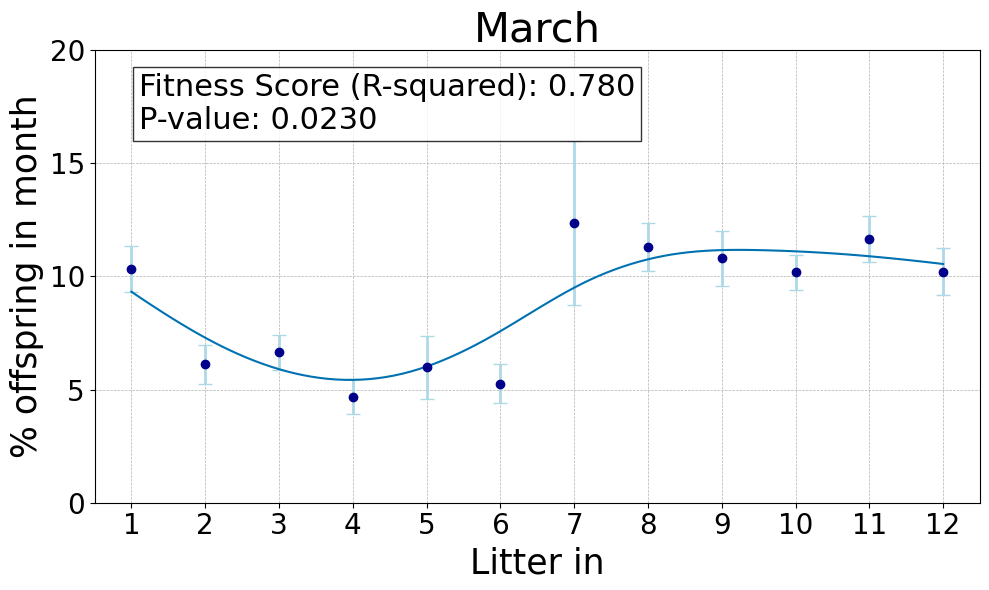 March
Fitness Score (R-squared): 0.780
P-value: 0.0230
% offspring in month
20
15
10
5
0
1 2 3 4 5 6 7 8 9 10 11 12
Litter in